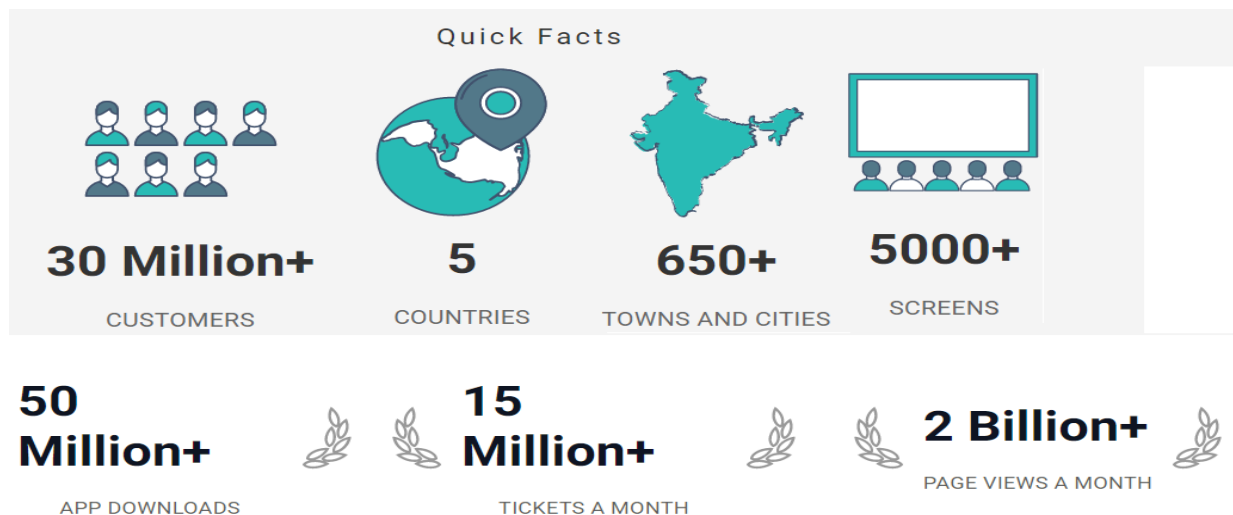 Quick Facts
30 Million+
CUSTOMERS
5
COUNTRIES
650+
TOWNS AND CITIES
5000+
SCREENS
50
Million+
APP DOWNLOADS
15
Million+
TICKETS A MONTH
2 Billion+
PAGE VIEWS A MONTH